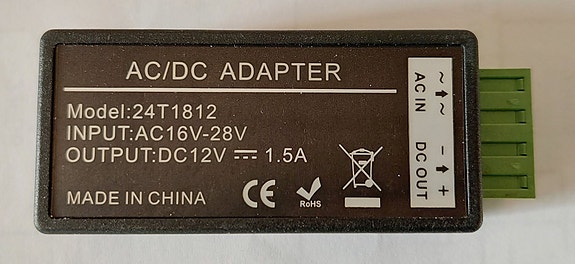 AC/DC ADAPTER
Model:24T1812
INPUT:AC16V-28V
OUTPUT:DC12V ⎓ 1.5A
MADE IN CHINA
CE
RoHS
~ ~
AC IN
− +
DC OUT